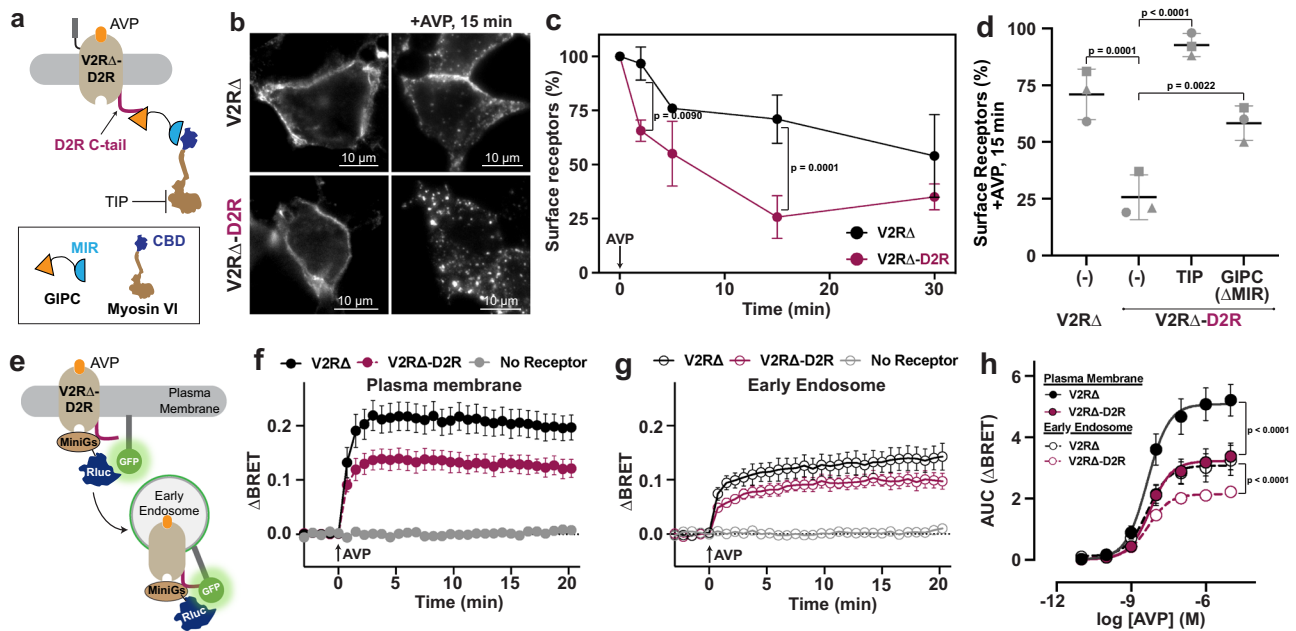 a
AVP
V2RΔ-
D2R
D2R C-tail
TIP
MIR
CBD
GIPC
Myosin VI
b
+AVP, 15 min
V2RΔ
V2RΔ-D2R
10 µm
10 µm
10 µm
10 µm
c
Surface receptors (%)
100
75
50
25
0
p = 0.0090
p = 0.0001
AVP
V2RΔ
V2RΔ-D2R
0
10
20
30
Time (min)
d
Surface Receptors (%)
+AVP, 15 min
100
75
50
25
0
p < 0.0001
p = 0.0001
p = 0.0022
(-)
(-)
TIP
GIPC
(ΔMIR)
V2RΔ
V2RΔ-D2R
e
AVP
V2RΔ-
D2R
Plasma
Membrane
MiniGs
GFP
Rluc
Early
Endosome
MiniGs
GFP
Rluc
f
V2RΔ
V2RΔ-D2R
No Receptor
Plasma membrane
ΔBRET
0.2
0.1
0.0
AVP
0
5
10
15
20
Time (min)
g
V2RΔ
V2RΔ-D2R
No Receptor
Early Endosome
ΔBRET
0.2
0.1
0.0
AVP
0
5
10
15
20
Time (min)
h
AUC (ΔBRET)
6
4
2
0
Plasma Membrane
V2RΔ
V2RΔ-D2R
Early Endosome
V2RΔ
V2RΔ-D2R
p < 0.0001
p < 0.0001
-12
-9
-6
log [AVP] (M)